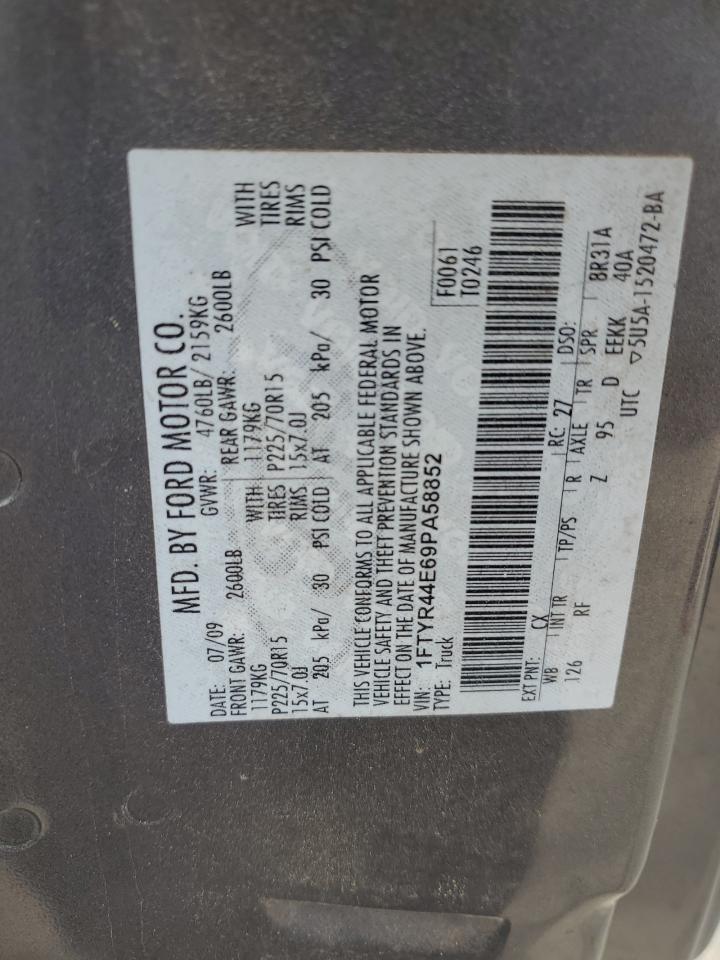 MFD. BY FORD MOTOR CO.
DATE: 07/09 GVWR: 4760LB/ 2159KG
FRONT GAWR: 2600LB REAR GAWR: 2600LB
1179KG WITH 1179KG WITH
P225/70R15 TIRES P225/70R15 TIRES
15x7.0J RIMS 15x7.0J RIMS
AT 205 kPa/ 30 PSI COLD AT 205 kPa/ 30 PSI COLD
THIS VEHICLE CONFORMS TO ALL APPLICABLE FEDERAL MOTOR
VEHICLE SAFETY AND THEFT PREVENTION STANDARDS IN
EFFECT ON THE DATE OF MANUFACTURE SHOWN ABOVE.
VIN: 1FTYR44E69PA58852 F0061
TYPE: Truck T0246
EXT PNT: CX RC: 27 DSO:
WB INT TR TP/PS R AXLE TR SPR 8R31A
126 RF Z 95 D EEKK 40A
UTC ▽5U5A-1520472-BA